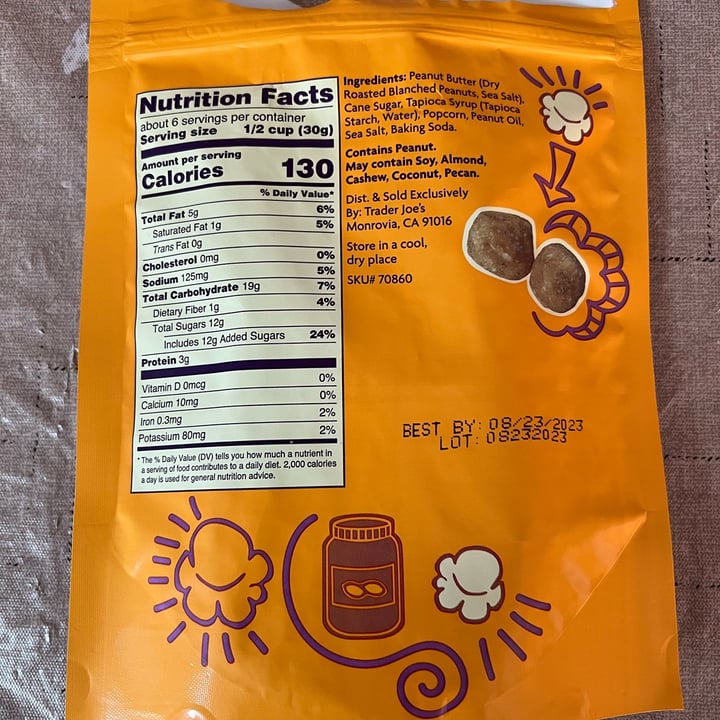 Nutrition Facts
about 6 servings per container
Serving size 1/2 cup (30g)
Amount per serving
Calories 130
% Daily Value*
Total Fat 5g 6%
Saturated Fat 1g 5%
Trans Fat 0g
Cholesterol 0mg 0%
Sodium 125mg 5%
Total Carbohydrate 19g 7%
Dietary Fiber 1g 4%
Total Sugars 12g
Includes 12g Added Sugars 24%
Protein 3g
Vitamin D 0mcg 0%
Calcium 10mg 0%
Iron 0.3mg 2%
Potassium 80mg 2%
* The % Daily Value (DV) tells you how much a nutrient in
a serving of food contributes to a daily diet. 2,000 calories
a day is used for general nutrition advice.
Ingredients: Peanut Butter (Dry
Roasted Blanched Peanuts, Sea Salt),
Cane Sugar, Tapioca Syrup (Tapioca
Starch, Water), Popcorn, Peanut Oil,
Sea Salt, Baking Soda.
Contains Peanut.
May contain Soy, Almond,
Cashew, Coconut, Pecan.
Dist. & Sold Exclusively
By: Trader Joe's
Monrovia, CA 91016
Store in a cool,
dry place
SKU# 70860
BEST BY: 08/23/2023
LOT: 08232023